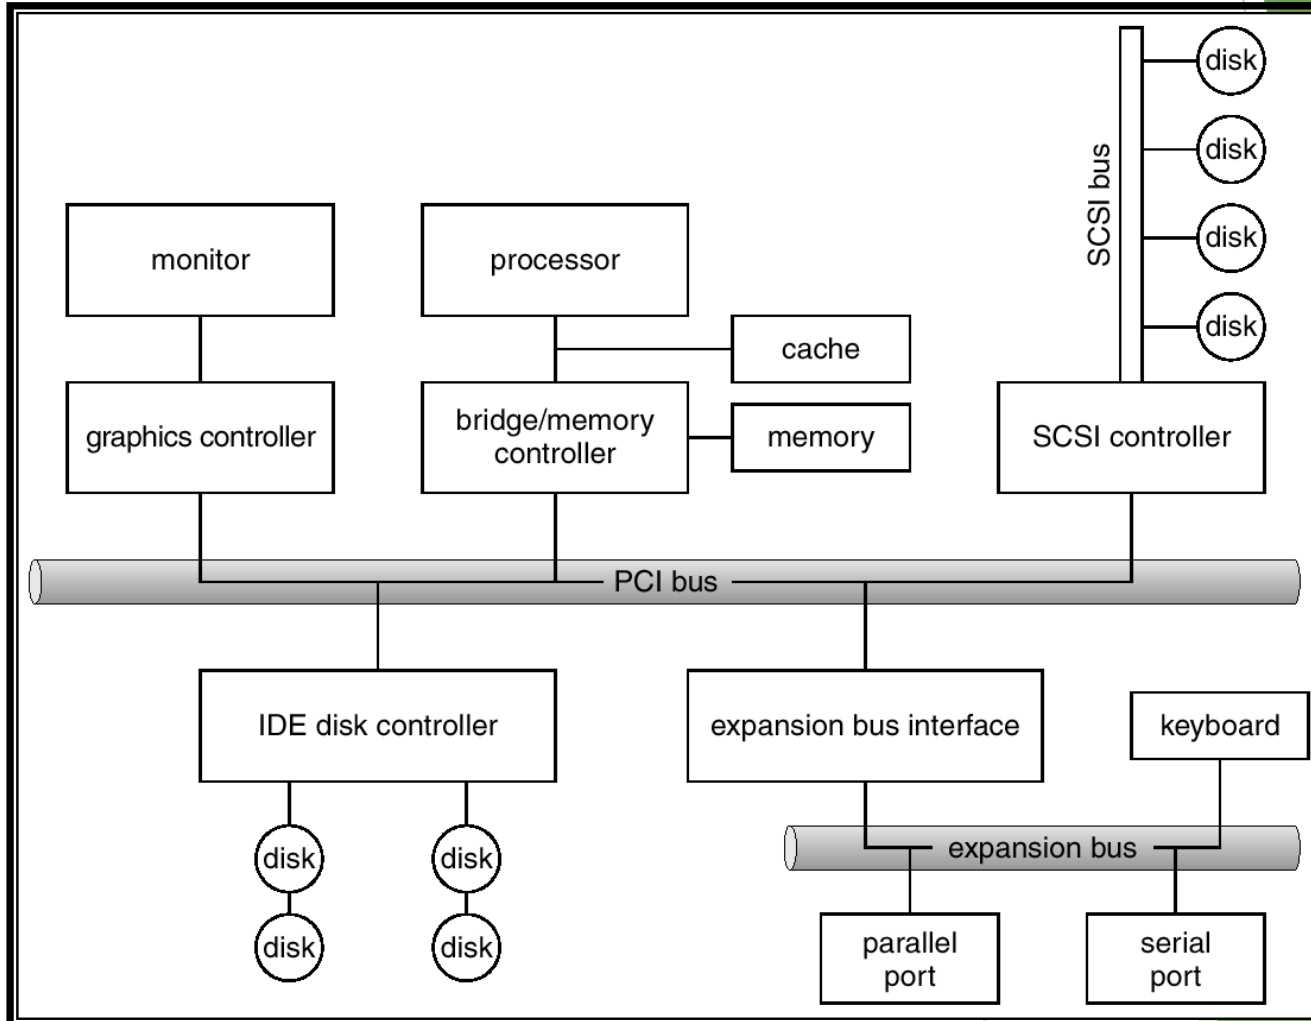 disk
disk
disk
disk
SCSI bus
monitor
processor
cache
graphics controller
bridge/memory
controller
memory
SCSI controller
PCI bus
IDE disk controller
expansion bus interface
keyboard
disk
disk
disk
disk
expansion bus
parallel
port
serial
port